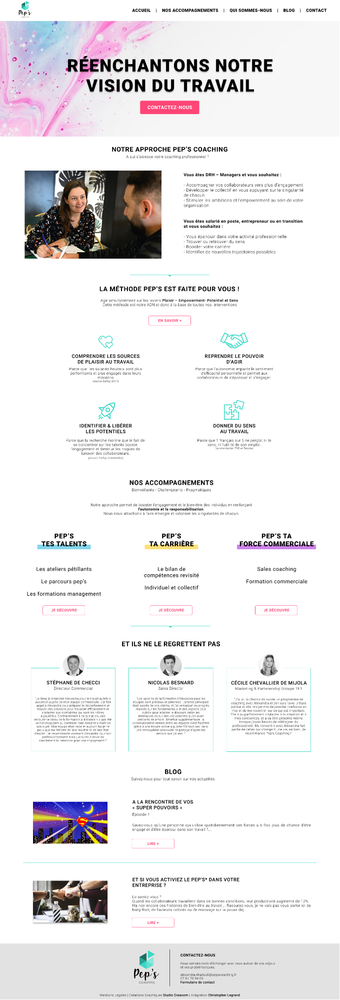 Pep's
COACHING
ACCUEIL | NOS ACCOMPAGNEMENTS | QUI SOMMES-NOUS | BLOG | CONTACT
RÉENCHANTONS NOTRE
VISION DU TRAVAIL
CONTACTEZ-NOUS
NOTRE APPROCHE PEP'S COACHING
A qui s'adresse notre coaching professionnel ?
Vous êtes DRH – Managers et vous souhaitez :
- Accompagner vos collaborateurs vers plus d'engagement
- Développer le collectif en vous appuyant sur la singularité
de chacun
- Stimuler les ambitions et l'empowerment au sein de votre
organisation
Vous êtes salarié en poste, entrepreneur ou en transition
et vous souhaitez :
- Vous épanouir dans votre activité professionnelle
- Trouver ou retrouver du sens
- Booster votre carrière
- Identifier de nouvelles trajectoires possibles
LA MÉTHODE PEP'S EST FAITE POUR VOUS !
Agir simultanément sur les leviers Plaisir – Empowerment- Potentiel et Sens
Cette méthode est notre ADN et donc à la base de toutes nos interventions
EN SAVOIR +
COMPRENDRE LES SOURCES
DE PLAISIR AU TRAVAIL
Parce que les salariés heureux sont plus
performants et plus engagés dans leurs
missions
(source Gallup 2017)
REPRENDRE LE POUVOIR
D'AGIR
Parce que l'autonomie impacte le sentiment
d'efficacité personnelle et permet aux
collaborateurs de s'épanouir et s'engager.
IDENTIFIER & LIBÉRER
LES POTENTIELS
Parce que la recherche montre que le fait de
se concentrer sur les talents booste
l'engagement et diminue les risques de
tunover des collaborateurs.
(source Gallup et Hartenkal)
DONNER DU SENS
AU TRAVAIL
Parce que 1 français sur 5 ne perçoit ni le
sens, ni l'utilité de son emploi.
(source Kantar TNS et Deloite)
NOS ACCOMPAGNEMENTS
Bienveillants - Challengeants - Pragmatiques
Notre approche permet de booster l'engagement et le bien-être des individus en renforçant
l'autonomie et la responsabilisation.
Nous nous attachons à faire émerger et valoriser les singularités de chacun.
PEP'S
TES TALENTS
Les ateliers pétillants
Le parcours pep's
Les formations management
JE DÉCOUVRE
PEP'S
TA CARRIÈRE
Le bilan de
compétences revisité
Individuel et collectif
JE DÉCOUVRE
PEP'S TA
FORCE COMMERCIALE
Sales coaching
Formation commerciale
JE DÉCOUVRE
ET ILS NE LE REGRETTENT PAS
STÉPHANE DE CHECCI
Directeur Commercial
"Je tiens à remercier Alexandra pour le travail qu'elle a
accompli auprès de mon équipe commerciale. J'ai fait
appel à Alexandra pour préparer le déconfinement et
trouver des solutions pour travailler efficacement et
s'adapter aux contraintes qui sont les nôtres
aujourd'hui. Contrairement à ce que je pouvais
redouter le choix de la formation à distance n'a pas été
un handicap,bien au contraire, tant Alexandra maîtrise
son sujet. Mon équipe était ravie et aujourd'hui je ne
peux que me féliciter de leur résultat et de leur état
d'esprit ! Je recommande vivement Alexandra pour son
professionnalisme mais j'ai surtout envie de
simplement la remercier pour son engagement !"
NICOLAS BESNARD
Sales Director
"Les apports de la formation d'Alexandra pour les
équipes sont précieux et pérennes. L'attente principale
était auprès de nos clients, et j'ai remarqué les progrès
réalisés sur les fondamentaux et des aspects plus
subtils pour adapter le discours selon les
interlocuteurs sur des cas concrets qu'on avait
préparés en amont. Bénéfice supplémentaire, la
communication interne entre les équipes s'est fluidifiée
grâce à une écoute active aiguisée ! Et tout ceci dans
une atmosphère conviviale de partage d'après les
retours que j'ai eus !"
CÉCILE CHEVALLIER DE MIJOLA
Marketing & Partenership Groupe TF1
"J'ai eu la chance de suivre un programme de
coaching avec Alexandra et j'en suis ravie. J'étais
perdue et elle m'a permis de prendre confiance en
moi et de me recentrer sur ce qui est important.
Elle a su parfaitement s'adapter à la situation et à
mes contraintes, et a su être présente même
lorsque j'avais besoin de m'éloigner du
professionnel. Ma rencontre avec Alexandra fait
partie de celles qui changent une vie, en bien. Je
recommande Pep's Coaching !"
BLOG
Suivez-nous pour tout savoir sur nos actualités
A LA RENCONTRE DE VOS
« SUPER POUVOIRS »
Episode 1
Savez-vous qu'une personne qui utilise quotidiennement ses forces a 6 fois plus de chance d'être
engagé et d'être épanoui dans son travail ?....
LIRE +
ET SI VOUS ACTIVIEZ LE PEP'S* DANS VOTRE
ENTREPRISE ?
Le saviez-vous ?
Quand les collaborateurs travaillent dans de bonnes conditions, leur productivité augmente de 12%.
Ha non encore ces histoires de bien-être au travail.... Rassurez-vous, je ne vais pas vous parler ici de
baby-foot, de fauteuils colorés ou de massage sur la pause déj...
LIRE +
Pep's
COACHING
CONTACTEZ-NOUS
Nous serions ravis d'échanger avec vous autour de vos enjeux
et vos problématiques.
alexandra.khallouf@pepscoaching.fr
07 81 70 94 09
Formulaire de contact
Mentions Legales | Créations Graphiques Studio Creacom | Intégration Christopher Legrand